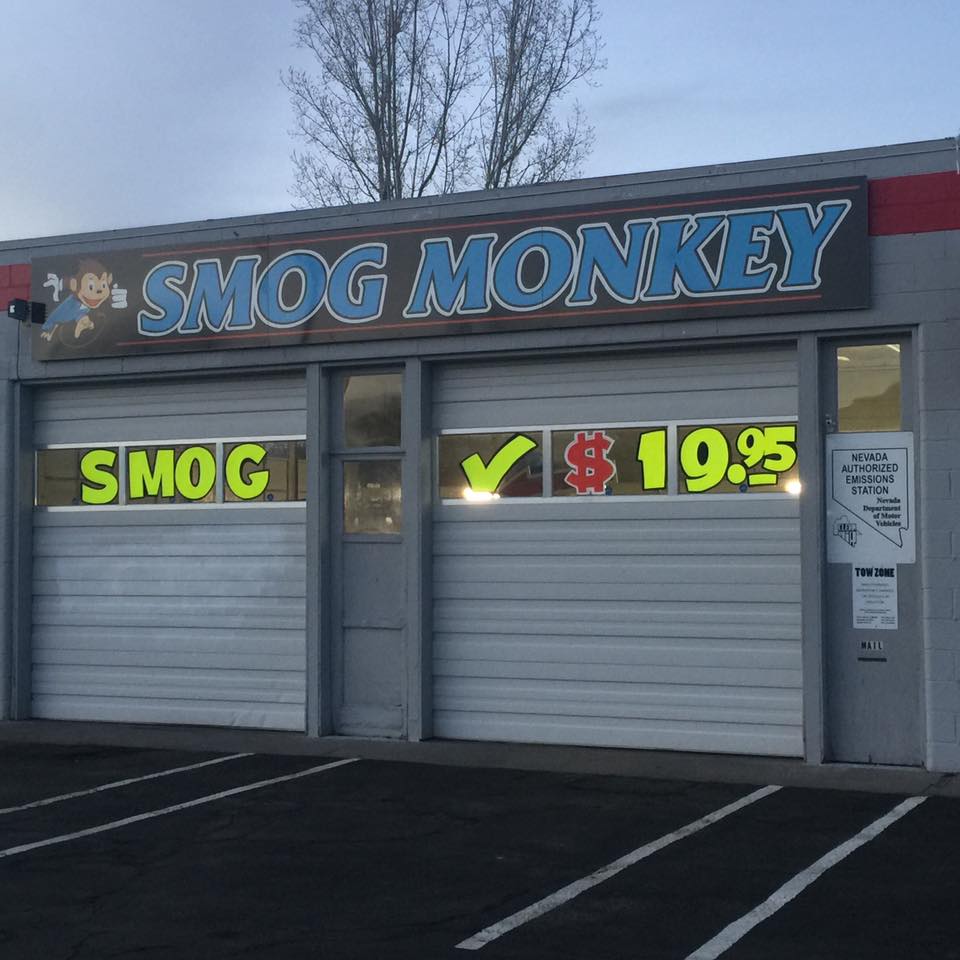 SMOG MONKEY
SMOG ✓ $19.95
NEVADA
AUTHORIZED
EMISSIONS
STATION
Nevada
Department
of Motor
Vehicles
TOW ZONE
MAIL